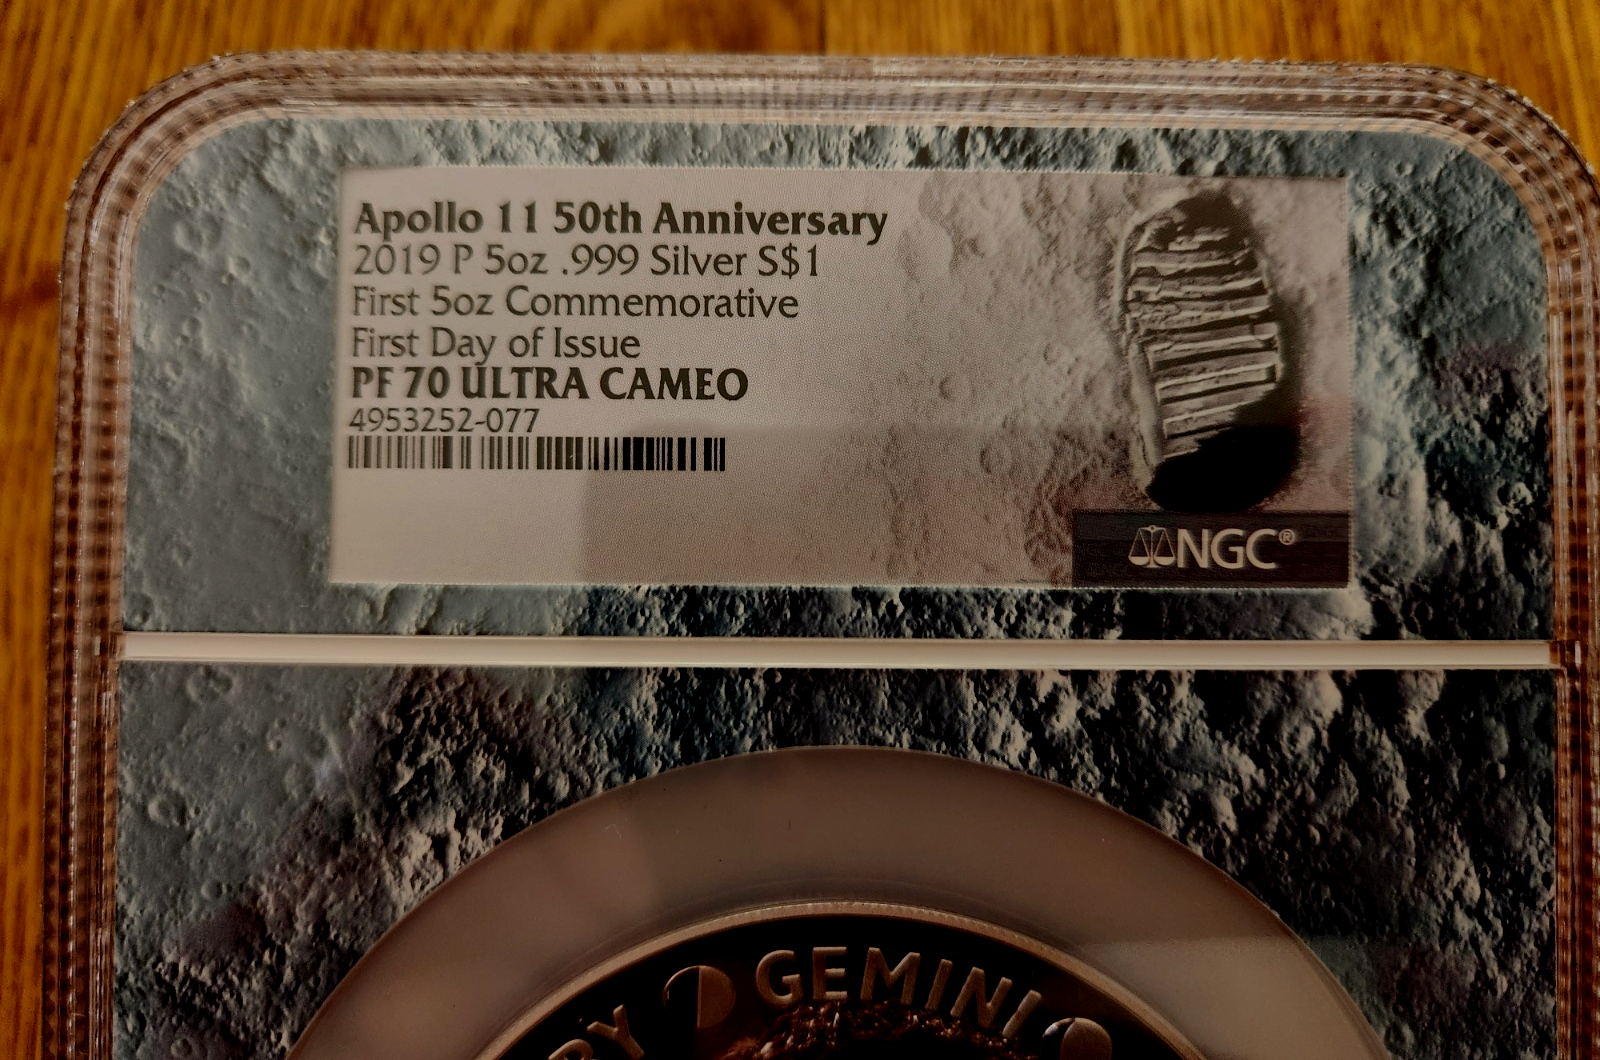 Apollo 11 50th Anniversary
2019 P 5oz .999 Silver S$1
First 5oz Commemorative
First Day of Issue
PF 70 ULTRA CAMEO
4953252-077
NGC®
RY GEMINI